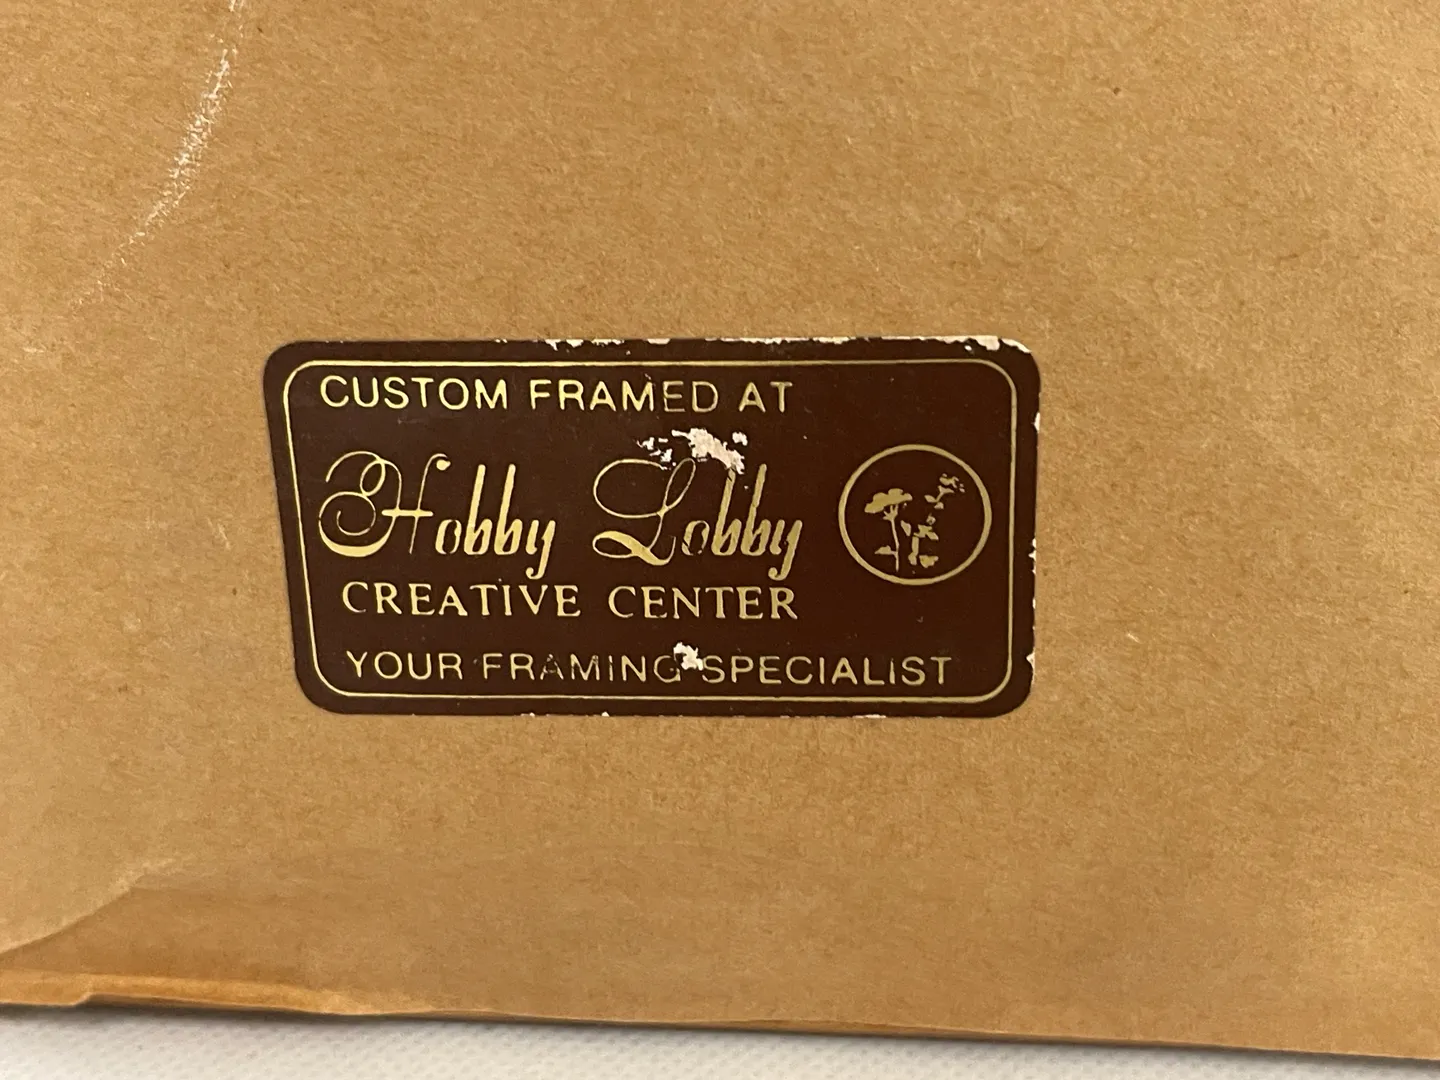 CUSTOM FRAMED AT
Hobby Lobby
CREATIVE CENTER
YOUR FRAMING SPECIALIST